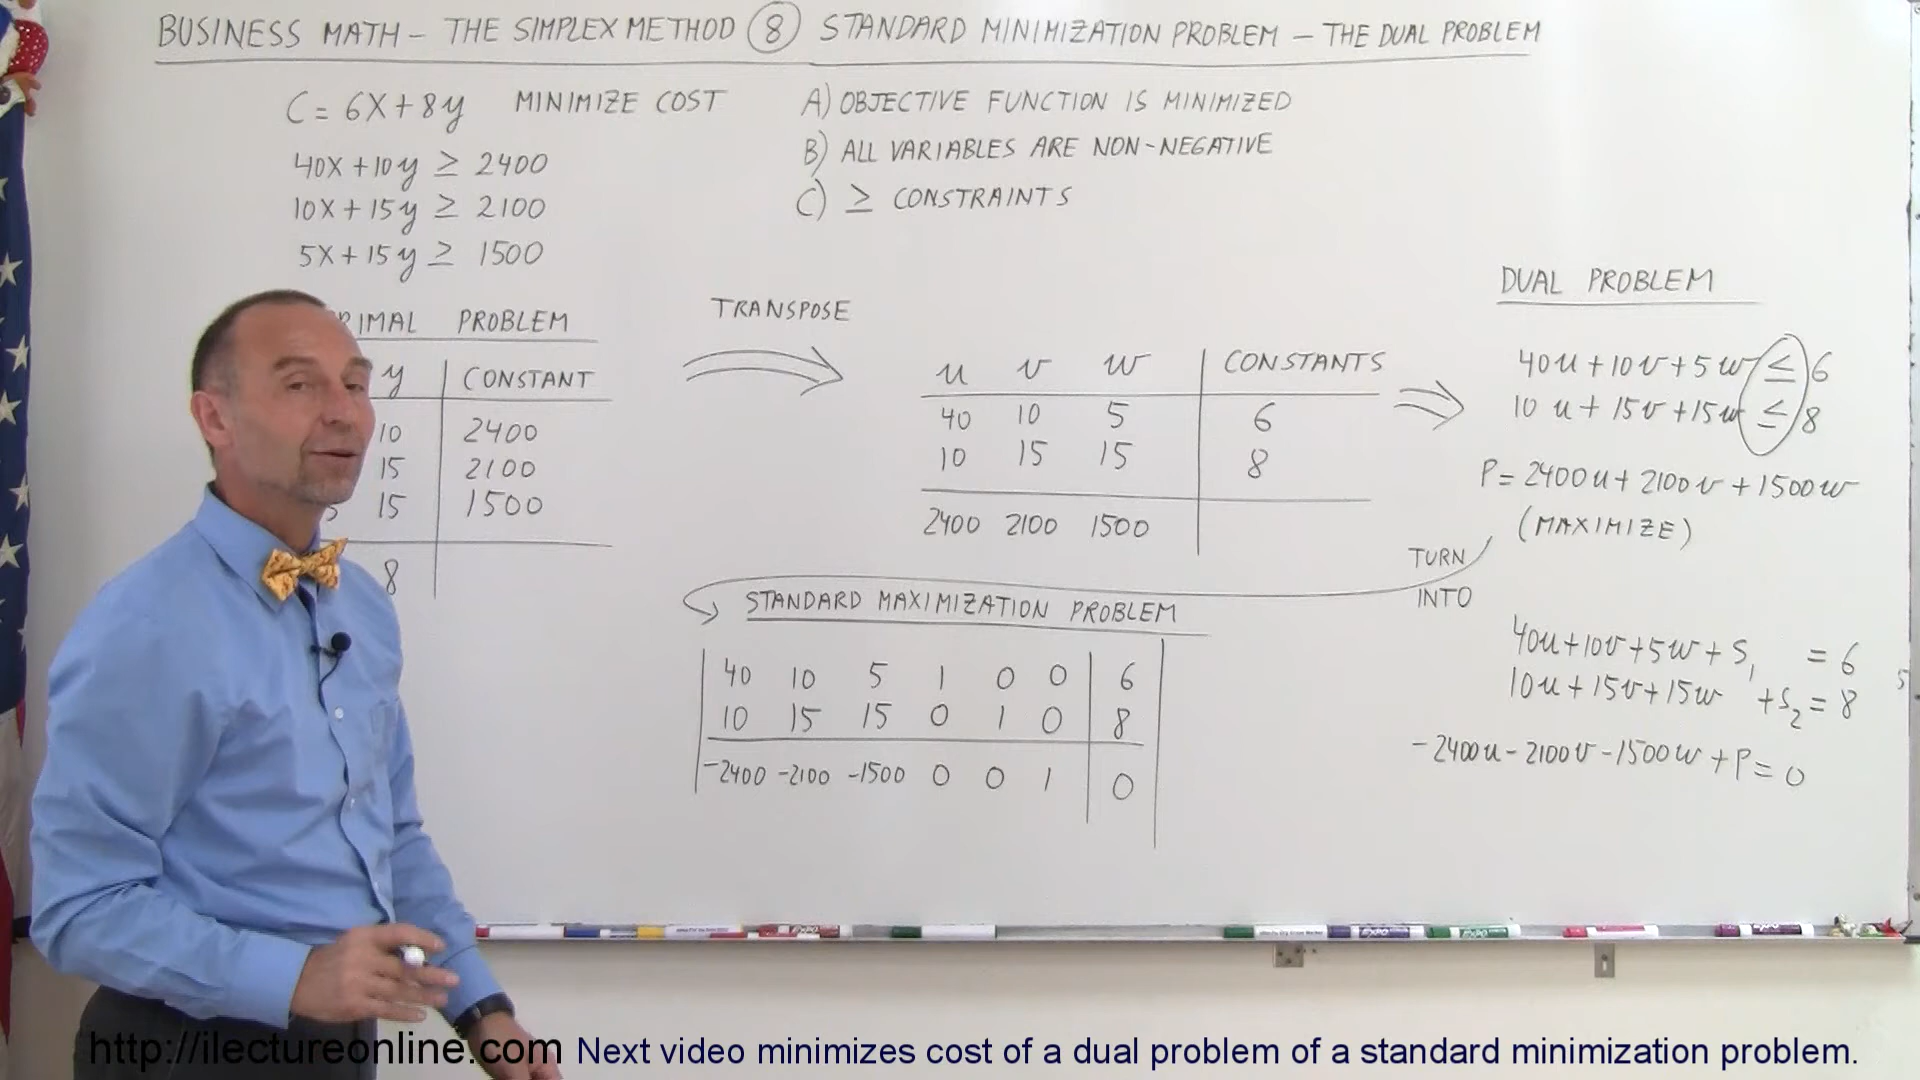 BUSINESS MATH – THE SIMPLEX METHOD 8 STANDARD MINIMIZATION PROBLEM – THE DUAL PROBLEM
C = 6X + 8y MINIMIZE COST
40X + 10y ≥ 2400
10X + 15y ≥ 2100
5X + 15y ≥ 1500
A) OBJECTIVE FUNCTION IS MINIMIZED
B) ALL VARIABLES ARE NON-NEGATIVE
C) ≥ CONSTRAINTS
PRIMAL PROBLEM
y CONSTANT
10 2400
15 2100
5 15 1500
8
TRANSPOSE
u v w CONSTANTS
40 10 5 6
10 15 15 8
2400 2100 1500
DUAL PROBLEM
40u + 10v + 5w ≤ 6
10u + 15v + 15w ≤ 8
P = 2400u + 2100v + 1500w
(MAXIMIZE)
TURN
INTO
40u + 10v + 5w + S₁ = 6
10u + 15v + 15w + S₂ = 8
-2400u - 2100v - 1500w + P = 0
STANDARD MAXIMIZATION PROBLEM
40 10 5 1 0 0 6
10 15 15 0 1 0 8
-2400 -2100 -1500 0 0 1 0
http://ilectureonline.com Next video minimizes cost of a dual problem of a standard minimization problem.